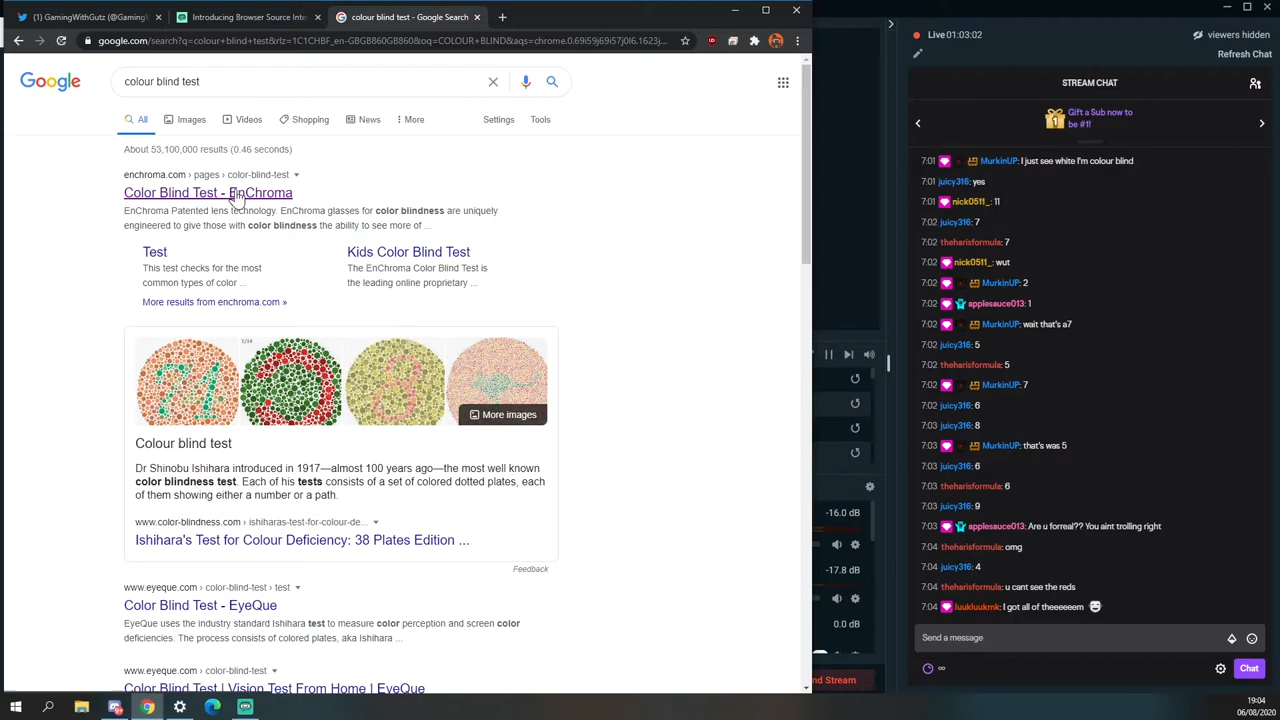 (1) GamingWithGutz (@GamingW
Introducing Browser Source Inte
colour blind test - Google Search
google.com/search?q=colour+blind+test&rlz=1C1CHBF_en-GBGB860GB860&oq=COLOUR+BLIND&aqs=chrome.0.69i59j69i57j0l6.1623j...
Google
colour blind test
All
Images
Videos
Shopping
News
More
Settings
Tools
About 53,100,000 results (0.46 seconds)
enchroma.com › pages › color-blind-test
Color Blind Test - EnChroma
EnChroma Patented lens technology. EnChroma glasses for color blindness are uniquely
engineered to give those with color blindness the ability to see more of ...
Test
This test checks for the most
common types of color ...
Kids Color Blind Test
The EnChroma Color Blind Test is
the leading online proprietary ...
More results from enchroma.com »
1/14
74
8
More images
Colour blind test
Dr Shinobu Ishihara introduced in 1917—almost 100 years ago—the most well known
color blindness test. Each of his tests consists of a set of colored dotted plates, each
of them showing either a number or a path.
www.color-blindness.com › ishiharas-test-for-colour-de...
Ishihara's Test for Colour Deficiency: 38 Plates Edition ...
Feedback
www.eyeque.com › color-blind-test › test
Color Blind Test - EyeQue
EyeQue uses the industry standard Ishihara test to measure color perception and screen color
deficiencies. The process consists of colored plates, aka Ishihara ...
www.eyeque.com › color-blind-test
Color Blind Test | Vision Test From Home | EyeQue
-16.0 dB
-17.8 dB
0.0 dB
nd Stream
Live 01:03:02
viewers hidden
Refresh Chat
STREAM CHAT
1
Gift a Sub now to
be #1!
7:01 MurkinUP: I just see white I'm colour blind
7:01 juicy316: yes
7:01 nick0511_: 11
7:02 juicy316: 7
7:02 theharisformula: 7
7:02 nick0511_: wut
7:02 MurkinUP: 2
7:02 applesauce013: 1
7:02 MurkinUP: wait that's a7
7:02 juicy316: 5
7:02 theharisformula: 5
7:02 MurkinUP: 7
7:02 juicy316: 6
7:03 juicy316: 8
7:03 MurkinUP: that's was 5
7:03 juicy316: 6
7:03 theharisformula: 6
7:03 juicy316: 9
7:03 applesauce013: Are u forreal?? You aint trolling right
7:04 theharisformula: omg
7:04 juicy316: 4
7:04 theharisformula: u cant see the reds
7:04 luukluukmk: I got all of theeeeeem
Send a message
∞
Chat
19:04
06/08/2020